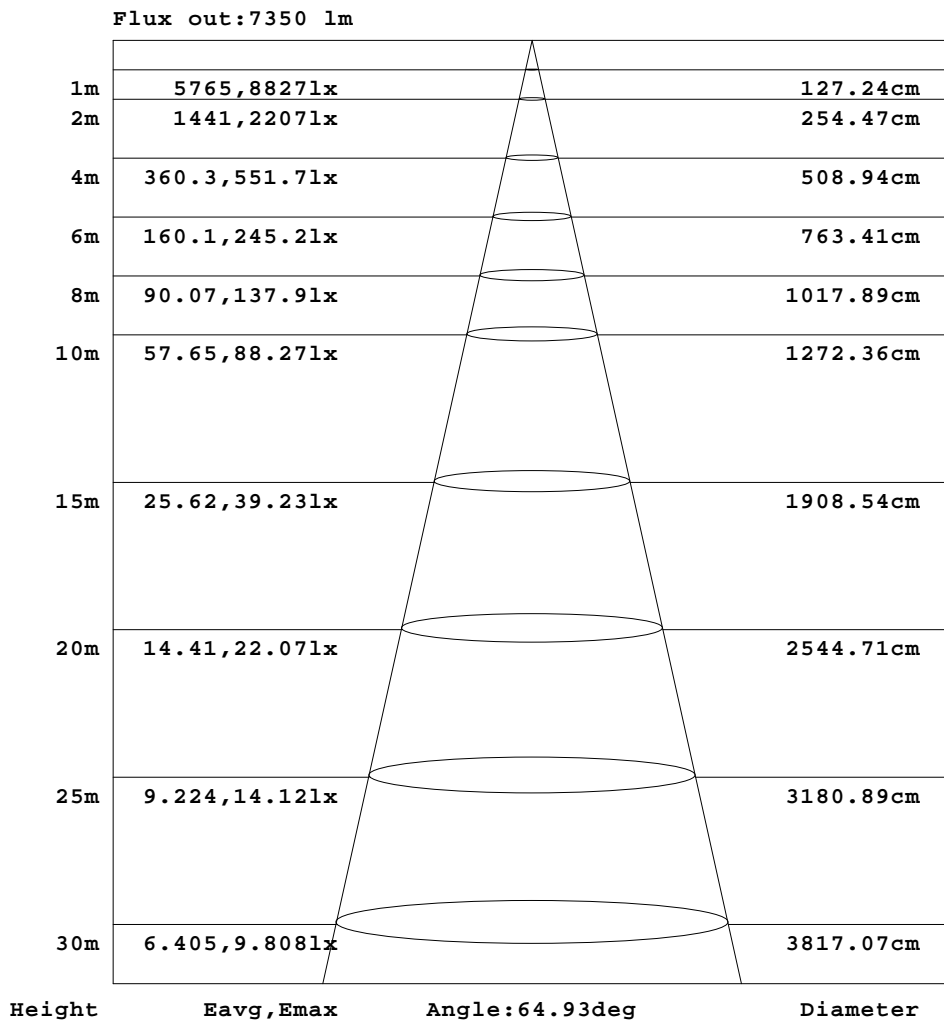 Flux out:7350 lm
1m 5765,8827lx 127.24cm
2m 1441,2207lx 254.47cm
4m 360.3,551.7lx 508.94cm
6m 160.1,245.2lx 763.41cm
8m 90.07,137.9lx 1017.89cm
10m 57.65,88.27lx 1272.36cm
15m 25.62,39.23lx 1908.54cm
20m 14.41,22.07lx 2544.71cm
25m 9.224,14.12lx 3180.89cm
30m 6.405,9.808lx 3817.07cm
Height Eavg,Emax Angle:64.93deg Diameter